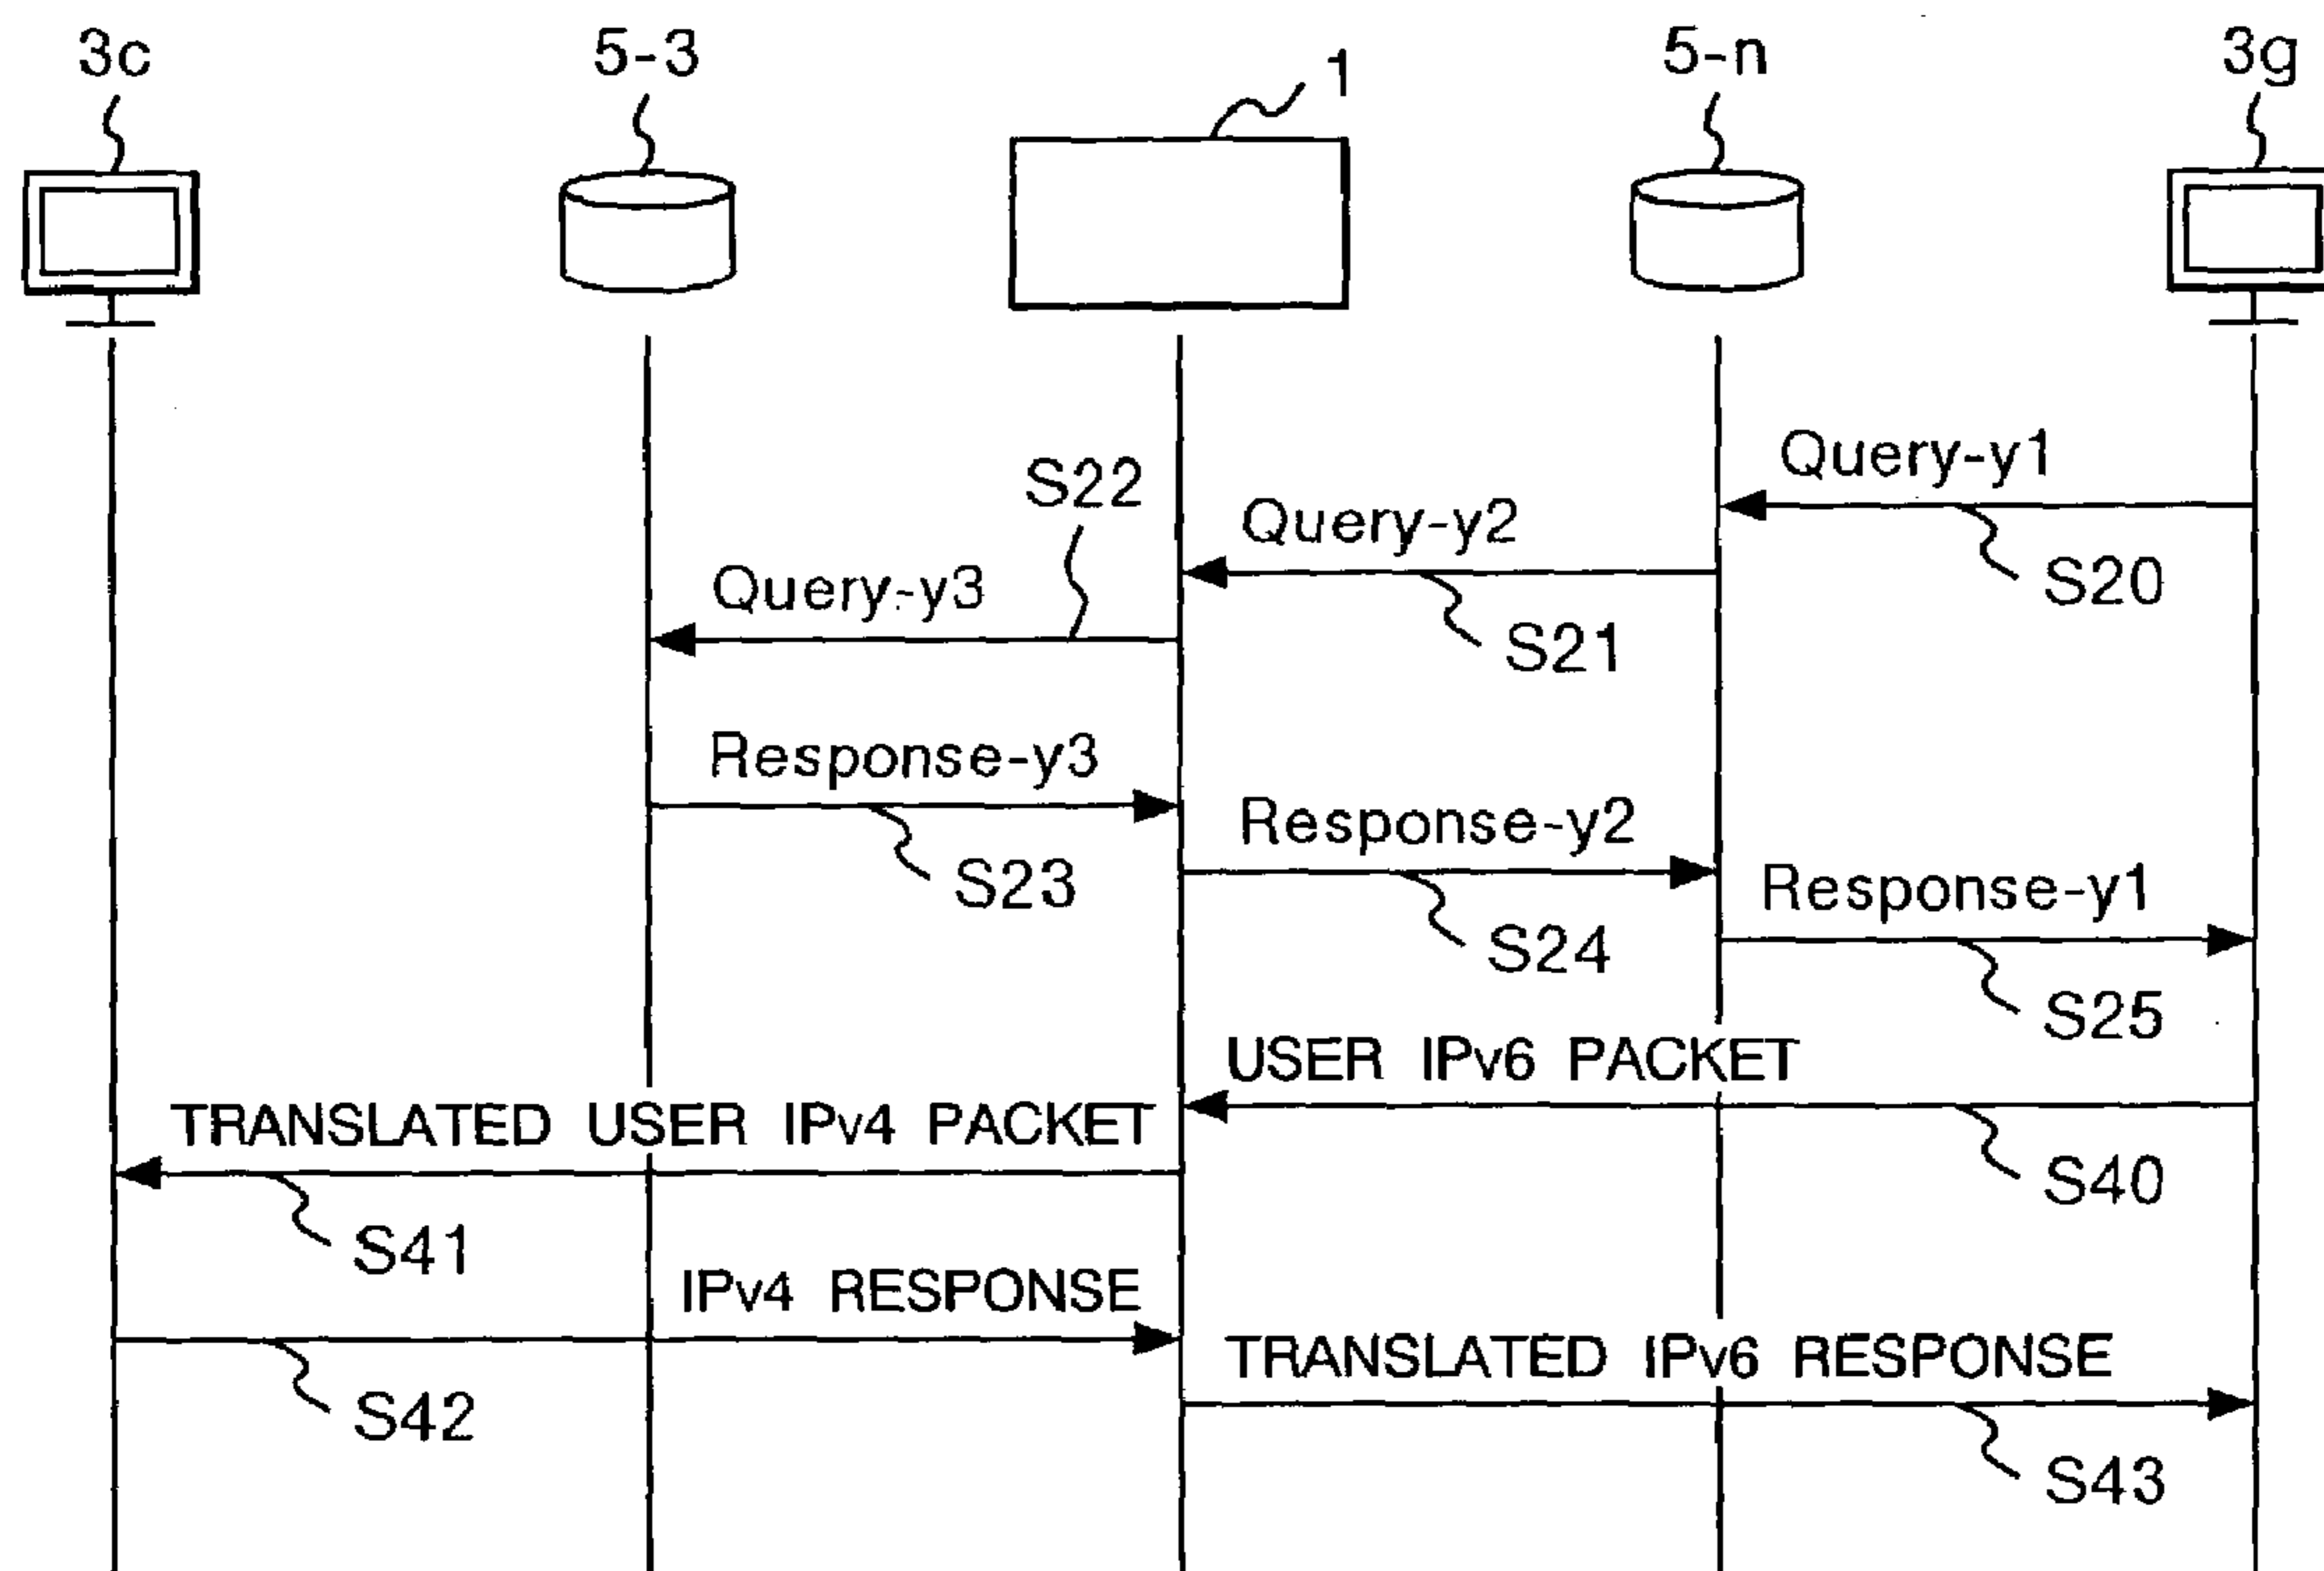 3c
5-3
1
5-n
3g
Query-y1
S22
Query-y2
S20
Query-y3
S21
Response-y3
Response-y2
S23
Response-y1
S24
S25
USER IPv6 PACKET
TRANSLATED USER IPv4 PACKET
S40
S41
IPv4 RESPONSE
TRANSLATED IPv6 RESPONSE
S42
S43